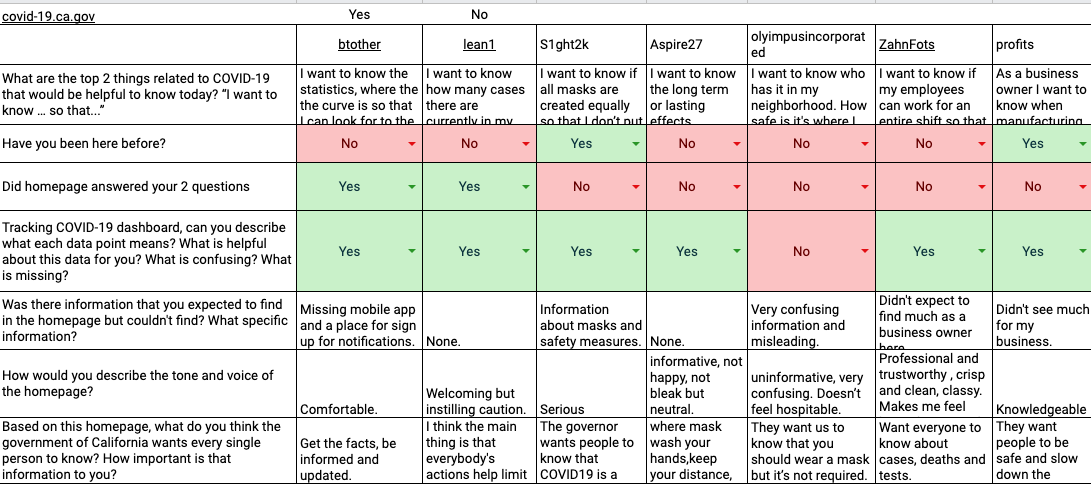 covid-19.ca.gov Yes No
btother lean1 S1ght2k Aspire27 olyimpusincorporat ZahnFots profits
ed
What are the top 2 things related to COVID-19
that would be helpful to know today? “I want to
know ... so that...”
I want to know the
statistics, where the
the curve is so that
I can look for to the
I want to know
how many cases
there are
currently in my
I want to know if
all masks are
created equally
so that I don’t put
I want to know
the long term
or lasting
effects
I want to know who
has it in my
neighborhood. How
safe is it's where I
I want to know if
my employees
can work for an
entire shift so that
As a business
owner I want to
know when
manufacturing
Have you been here before? No No Yes No No No Yes
Did homepage answered your 2 questions Yes Yes No No No No No
Tracking COVID-19 dashboard, can you describe
what each data point means? What is helpful
about this data for you? What is confusing? What
is missing?
Yes Yes Yes Yes No Yes Yes
Was there information that you expected to find
in the homepage but couldn’t find? What specific
information?
Missing mobile app
and a place for sign
up for notifications.
None.
Information
about masks and
safety measures.
None.
Very confusing
information and
misleading.
Didn't expect to
find much as a
business owner
here
Didn't see much
for my
business.
How would you describe the tone and voice of
the homepage?
Comfortable.
Welcoming but
instilling caution.
Serious
informative, not
happy, not
bleak but
neutral.
uninformative, very
confusing. Doesn’t
feel hospitable.
Professional and
trustworthy , crisp
and clean, classy.
Makes me feel
Knowledgeable
Based on this homepage, what do you think the
government of California wants every single
person to know? How important is that
information to you?
Get the facts, be
informed and
updated.
I think the main
thing is that
everybody's
actions help limit
The governor
wants people to
know that
COVID19 is a
where mask
wash your
hands,keep
your distance,
They want us to
know that you
should wear a mask
but it’s not required.
Want everyone to
know about
cases, deaths and
tests.
They want
people to be
safe and slow
down the